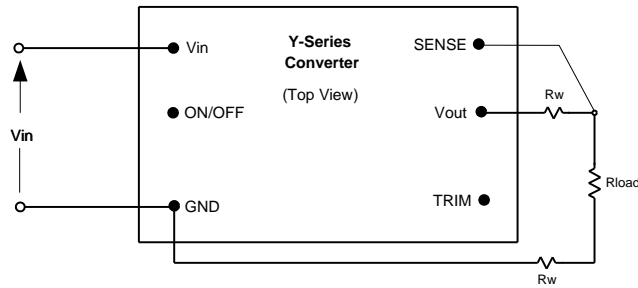 Y-Series
Converter
(Top View)
Vin
SENSE
ON/OFF
Vout
Rw
Vin
Rload
GND
TRIM
Rw